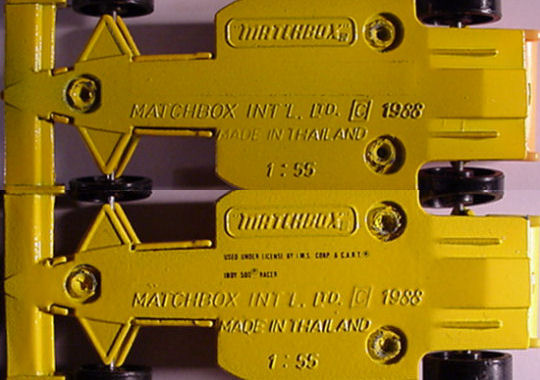 MATCHBOX
MATCHBOX INT'L. LTD. [C] 1988
MADE IN THAILAND
1:55
MATCHBOX
USED UNDER LICENSE BY I.M.S. CORP & C.A.R.T.®
INDY 500® RACER
MATCHBOX INT'L. LTD. [C] 1988
MADE IN THAILAND
1:55